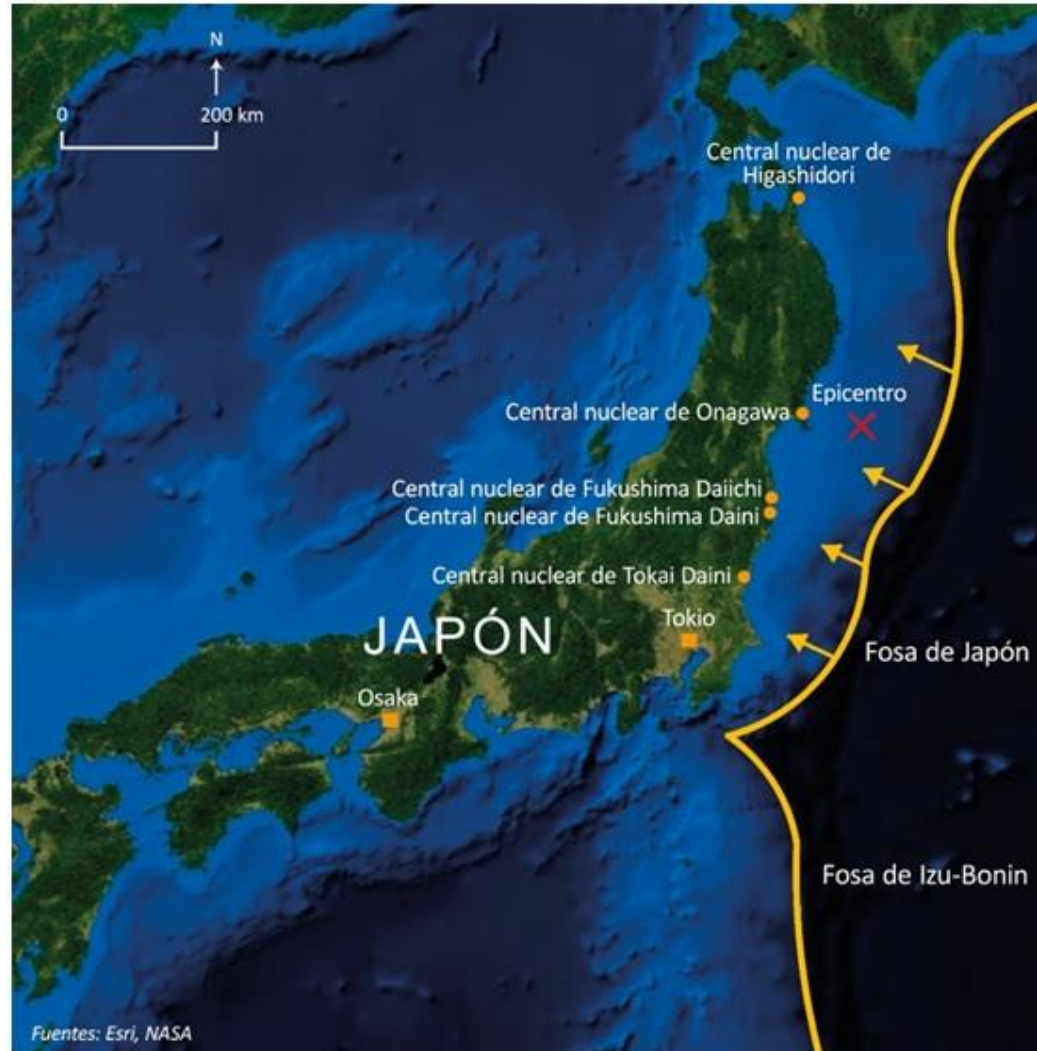 N
0
200 km
Central nuclear de
Higashidori
Epicentro
Central nuclear de Onagawa
Central nuclear de Fukushima Daiichi
Central nuclear de Fukushima Daini
Central nuclear de Tokai Daini
JAPÓN
Tokio
Fosa de Japón
Osaka
Fosa de Izu-Bonin
Fuentes: Esri, NASA